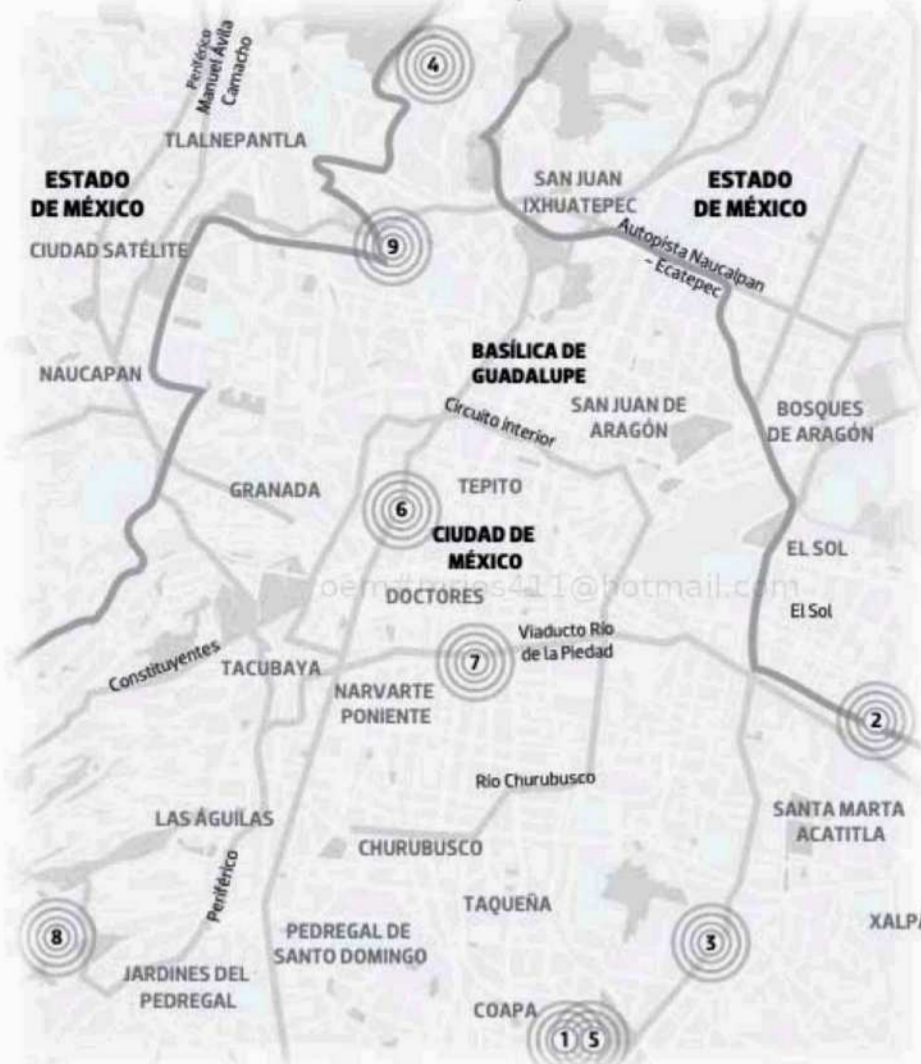 4
Periférico
Manuel Ávila
Camacho
TLALNEPANTLA
ESTADO
DE MÉXICO
SAN JUAN
IXHUATEPEC
ESTADO
DE MÉXICO
CIUDAD SATÉLITE
9
Autopista Naucalpan
- Ecatepec
BASÍLICA DE
GUADALUPE
NAUCAPAN
Circuito interior
SAN JUAN DE
ARAGÓN
BOSQUES
DE ARAGÓN
GRANADA
6
TEPITO
CIUDAD DE
MÉXICO
EL SOL
oem#mrios411@hotmail.com
DOCTORES
El Sol
Viaducto Río
de la Piedad
Constituyentes
TACUBAYA
7
NARVARTE
PONIENTE
2
Río Churubusco
LAS ÁGUILAS
SANTA MARTA
ACATITLA
CHURUBUSCO
Periférico
TAQUEÑA
XALPA
8
PEDREGAL DE
SANTO DOMINGO
3
JARDINES DEL
PEDREGAL
COAPA
1 5